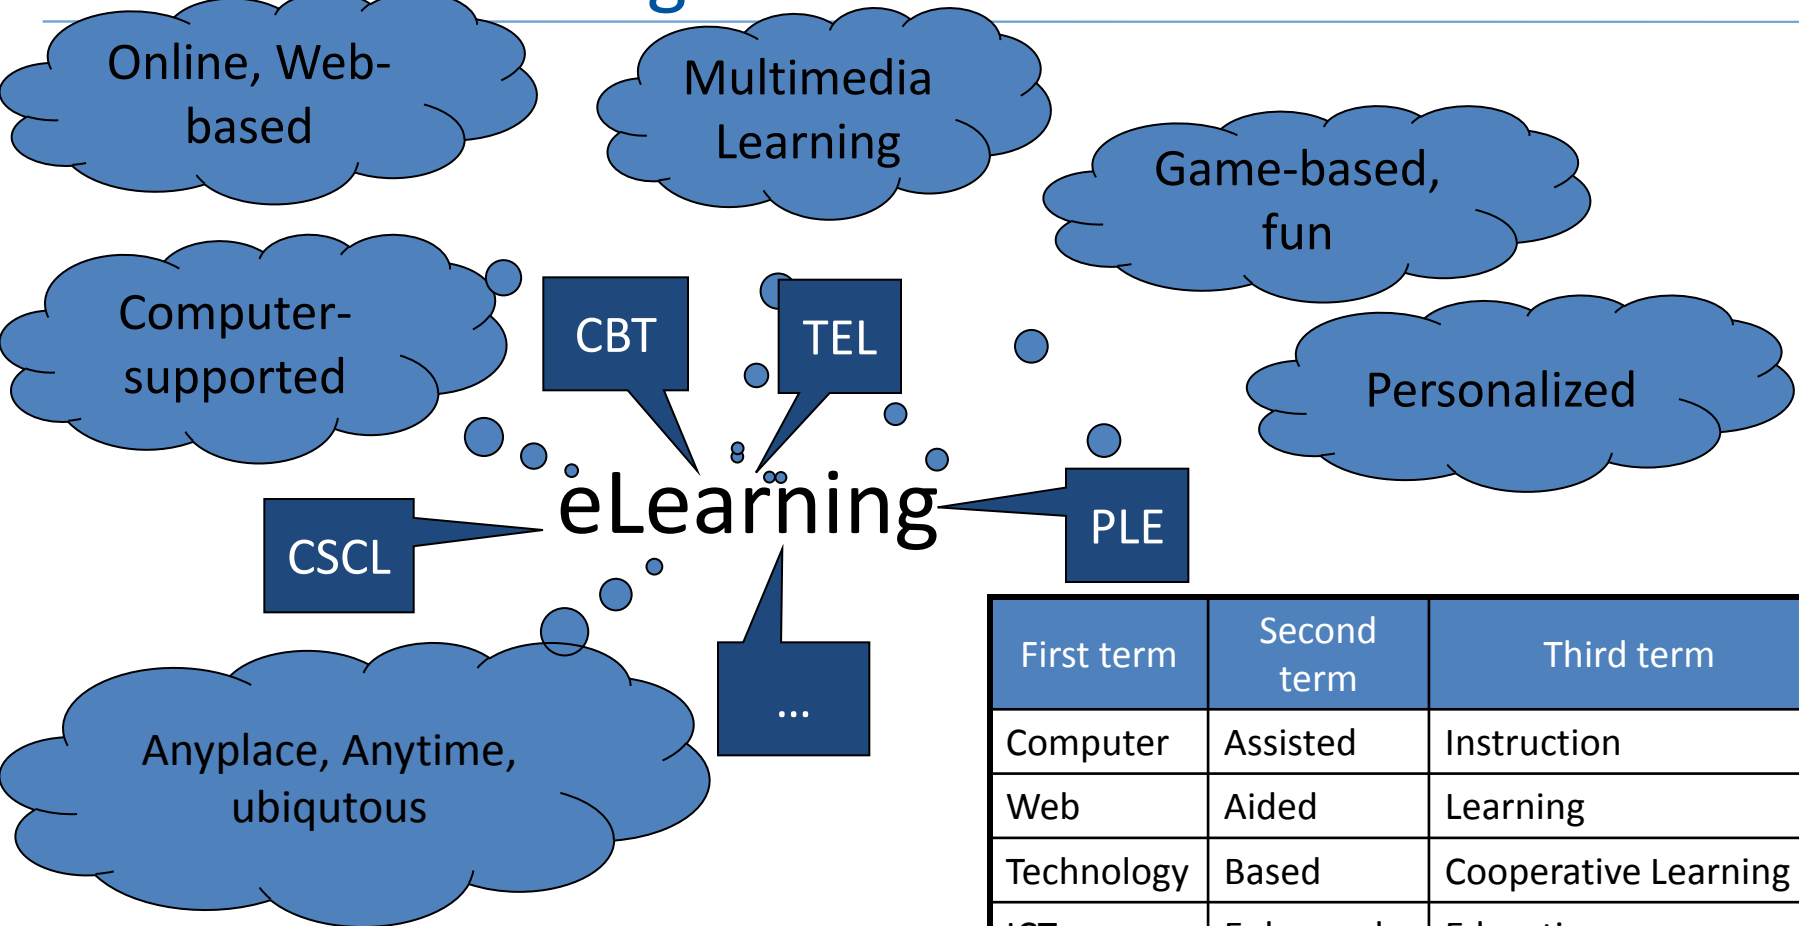 Online, Web-
based
Multimedia
Learning
Game-based,
fun
Computer-
supported
CBT
TEL
Personalized
eLearning
CSCL
PLE
...
Anyplace, Anytime,
ubiqutous
First term
Second
term
Third term
Computer
Assisted
Instruction
Web
Aided
Learning
Technology
Based
Cooperative Learning